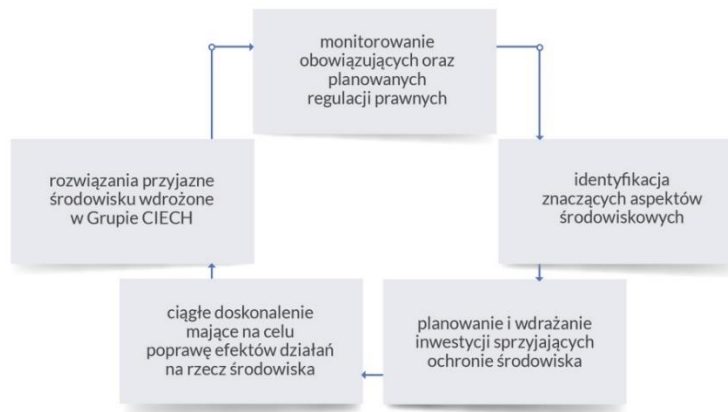 monitorowanie
obowiązujących oraz
planowanych
regulacji prawnych
identyfikacja
znaczących aspektów
środowiskowych
planowanie i wdrażanie
inwestycji sprzyjających
ochronie środowiska
ciągłe doskonalenie
mające na celu
poprawę efektów działań
na rzecz środowiska
rozwiązania przyjazne
środowisku wdrożone
w Grupie CIECH